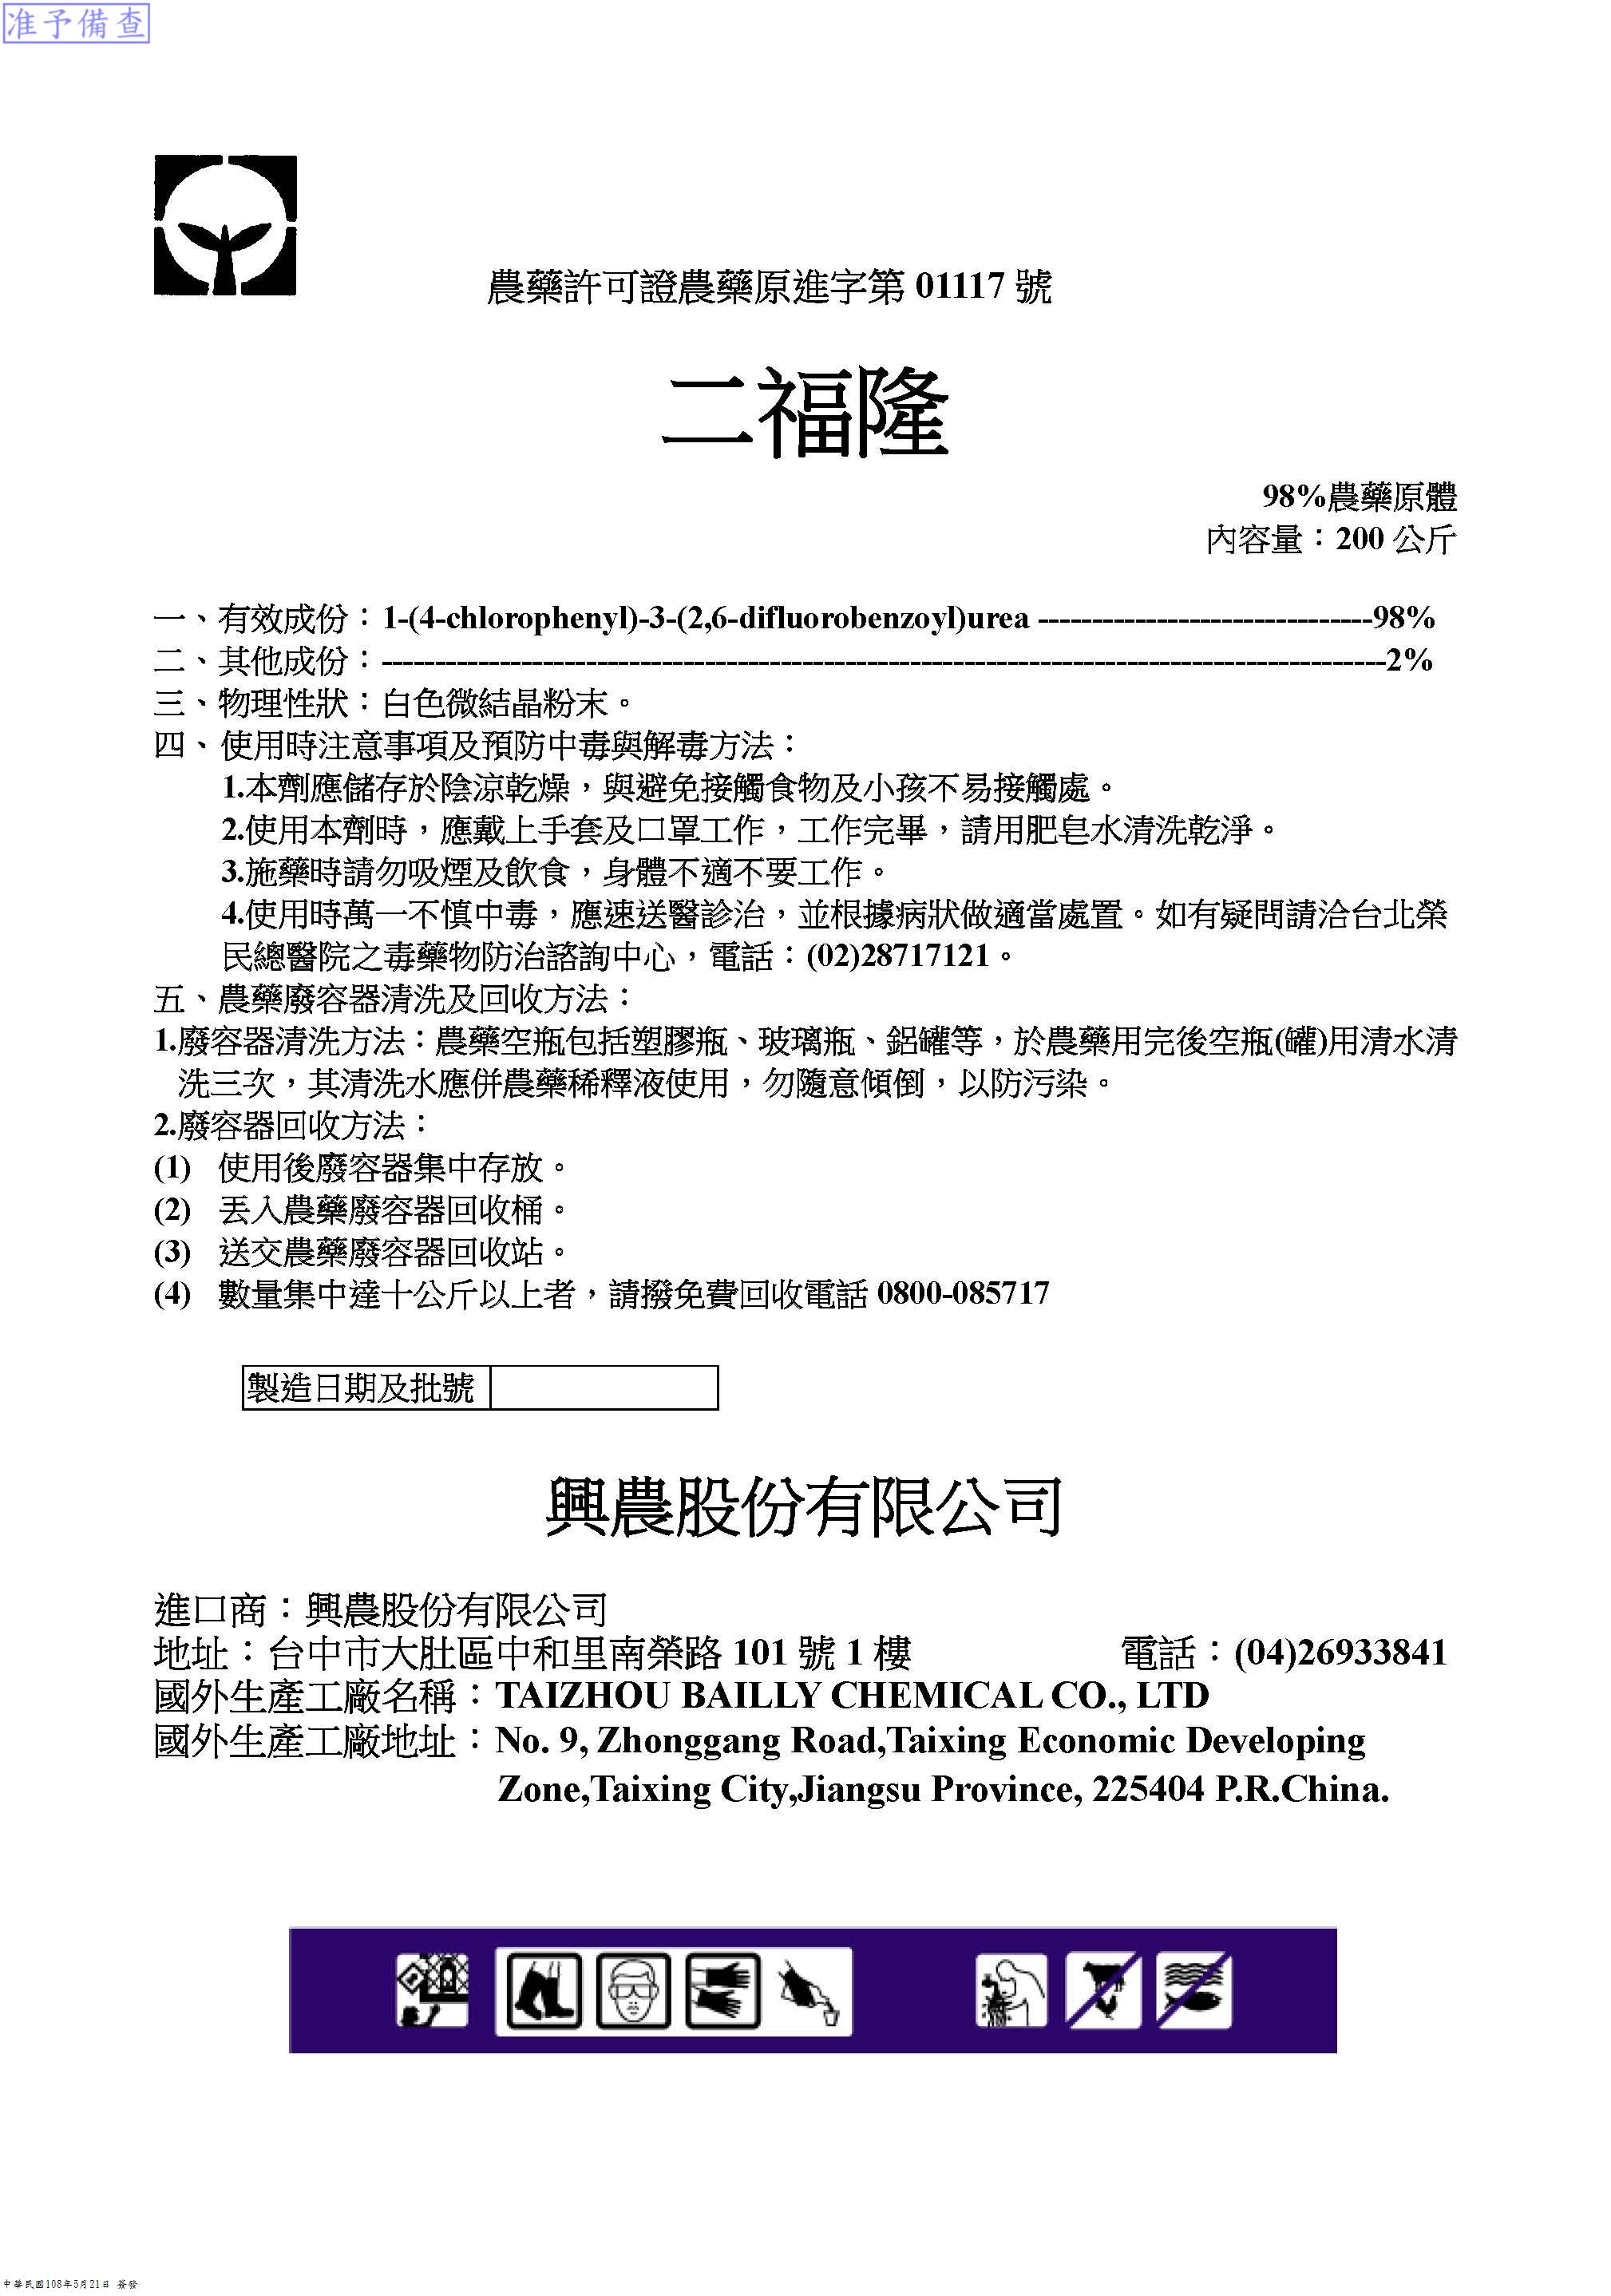 准予備查
農藥許可證農藥原進字第 01117 號
二福隆
98%農藥原體
內容量：200 公斤
一、有效成份：1-(4-chlorophenyl)-3-(2,6-difluorobenzoyl)urea -------------------------------98%
二、其他成份：---------------------------------------------------------------------------------------------2%
三、物理性狀：白色微結晶粉末。
四、使用時注意事項及預防中毒與解毒方法：
1.本劑應儲存於陰涼乾燥，與避免接觸食物及小孩不易接觸處。
2.使用本劑時，應戴上手套及口罩工作，工作完畢，請用肥皂水清洗乾淨。
3.施藥時請勿吸煙及飲食，身體不適不要工作。
4.使用時萬一不慎中毒，應速送醫診治，並根據病狀做適當處置。如有疑問請洽台北榮
民總醫院之毒藥物防治諮詢中心，電話：(02)28717121。
五、農藥廢容器清洗及回收方法：
1.廢容器清洗方法：農藥空瓶包括塑膠瓶、玻璃瓶、鋁罐等，於農藥用完後空瓶(罐)用清水清
洗三次，其清洗水應併農藥稀釋液使用，勿隨意傾倒，以防污染。
2.廢容器回收方法：
(1) 使用後廢容器集中存放。
(2) 丟入農藥廢容器回收桶。
(3) 送交農藥廢容器回收站。
(4) 數量集中達十公斤以上者，請撥免費回收電話 0800-085717
製造日期及批號
興農股份有限公司
進口商：興農股份有限公司
地址：台中市大肚區中和里南榮路 101 號 1 樓 電話：(04)26933841
國外生產工廠名稱：TAIZHOU BAILLY CHEMICAL CO., LTD
國外生產工廠地址：No. 9, Zhonggang Road,Taixing Economic Developing
Zone,Taixing City,Jiangsu Province, 225404 P.R.China.
中華民國108年5月21日 簽發